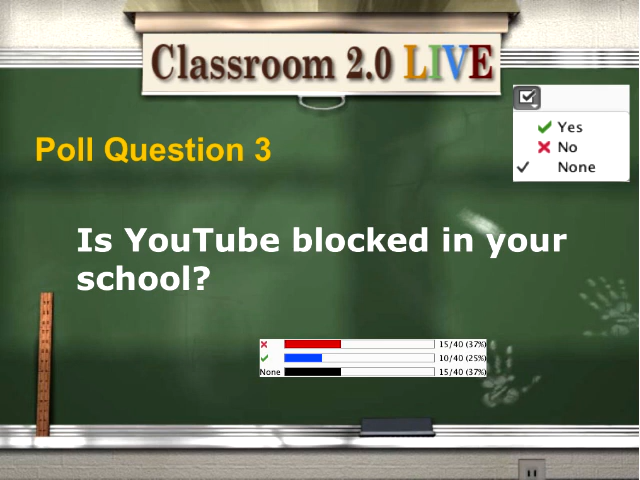 Classroom 2.0 LIVE
Yes
No
None
Poll Question 3
Is YouTube blocked in your
school?
15/40 (37%)
10/40 (25%)
None 15/40 (37%)